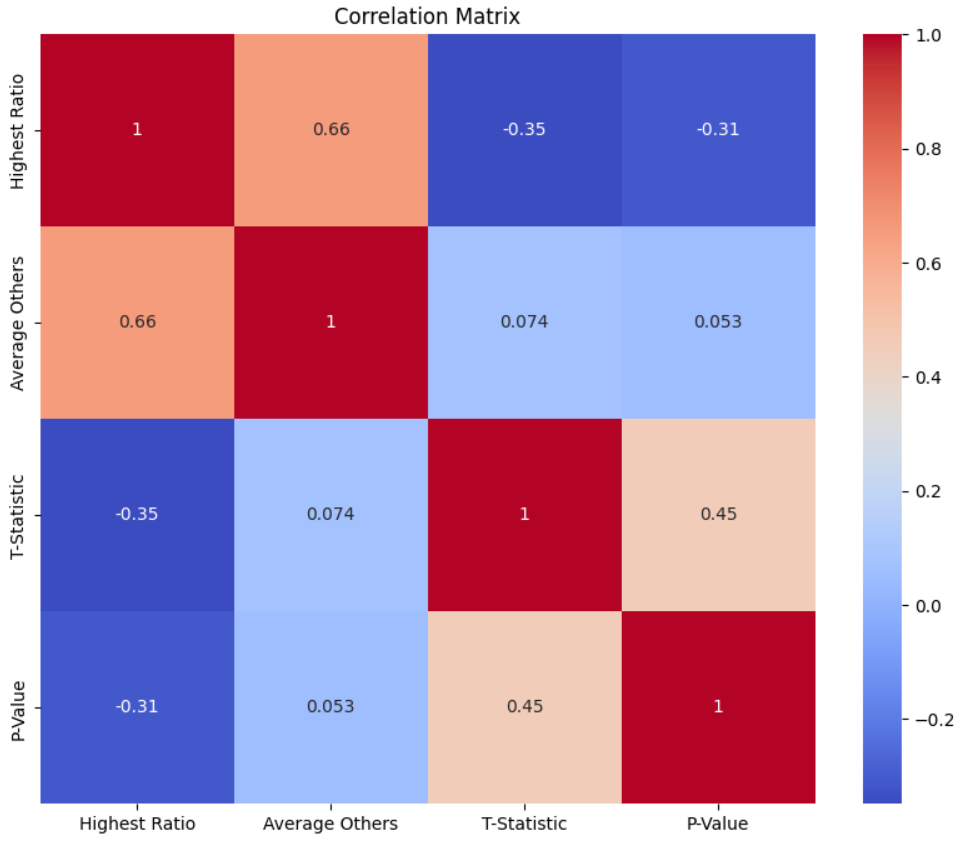 Correlation Matrix
Highest Ratio
1
0.66
-0.35
-0.31
Average Others
0.66
1
0.074
0.053
T-Statistic
-0.35
0.074
1
0.45
P-Value
-0.31
0.053
0.45
1
Highest Ratio
Average Others
T-Statistic
P-Value
1.0
0.8
0.6
0.4
0.2
0.0
−0.2